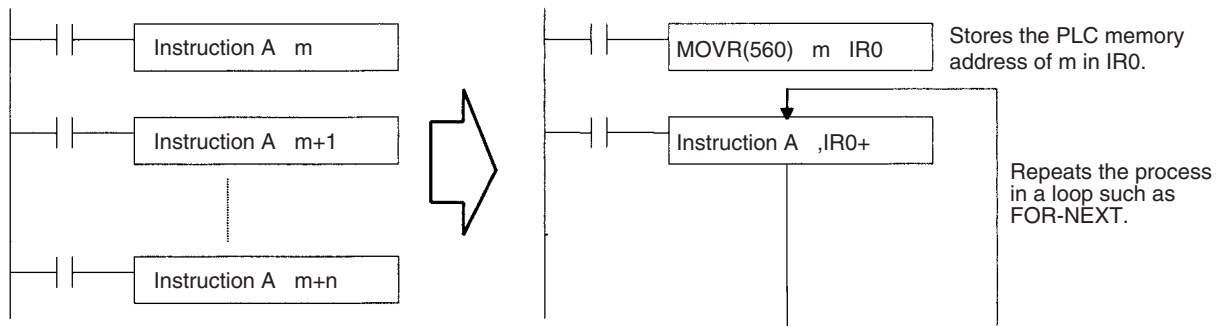 Instruction A m
Instruction A m+1
Instruction A m+n
MOVR(560) m IR0
Stores the PLC memory
address of m in IR0.
Instruction A ,IR0+
Repeats the process
in a loop such as
FOR-NEXT.